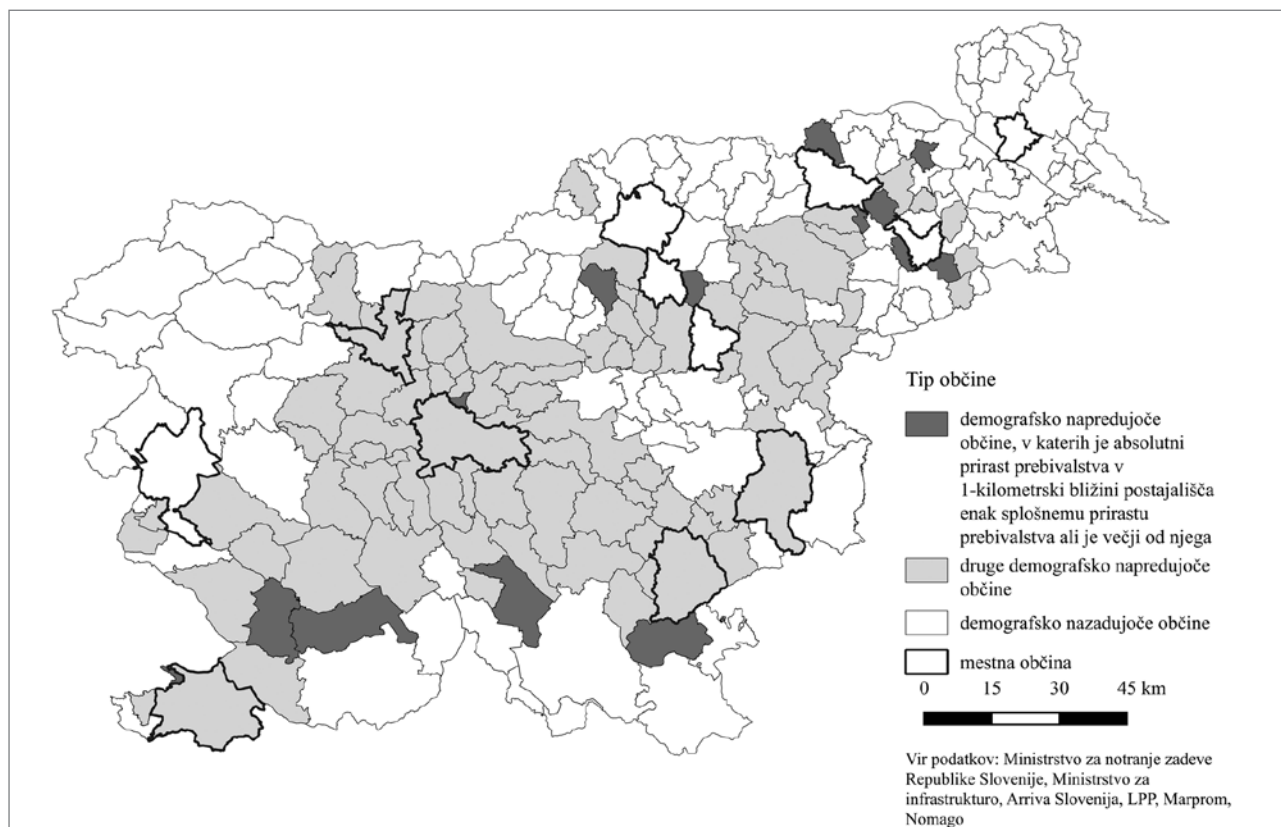 Tip občine
demografsko napredujoče
občine, v katerih je absolutni
prirast prebivalstva v
1-kilometrski bližini postajališča
enak splošnemu prirastu
prebivalstva ali je večji od njega
druge demografsko napredujoče
občine
demografsko nazadujoče občine
mestna občina
0 15 30 45 km
Vir podatkov: Ministrstvo za notranje zadeve
Republike Slovenije, Ministrstvo za
infrastrukturo, Arriva Slovenija, LPP, Marprom,
Nomago